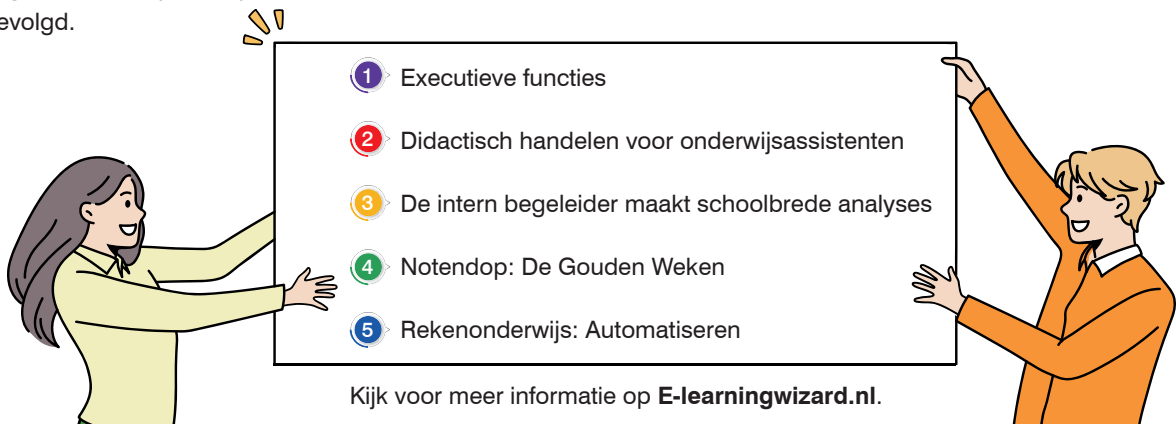 evolgd.
1 Executieve functies
2 Didactisch handelen voor onderwijsassistenten
3 De intern begeleider maakt schoolbrede analyses
4 Notendop: De Gouden Weken
5 Rekenonderwijs: Automatiseren
Kijk voor meer informatie op E-learningwizard.nl.